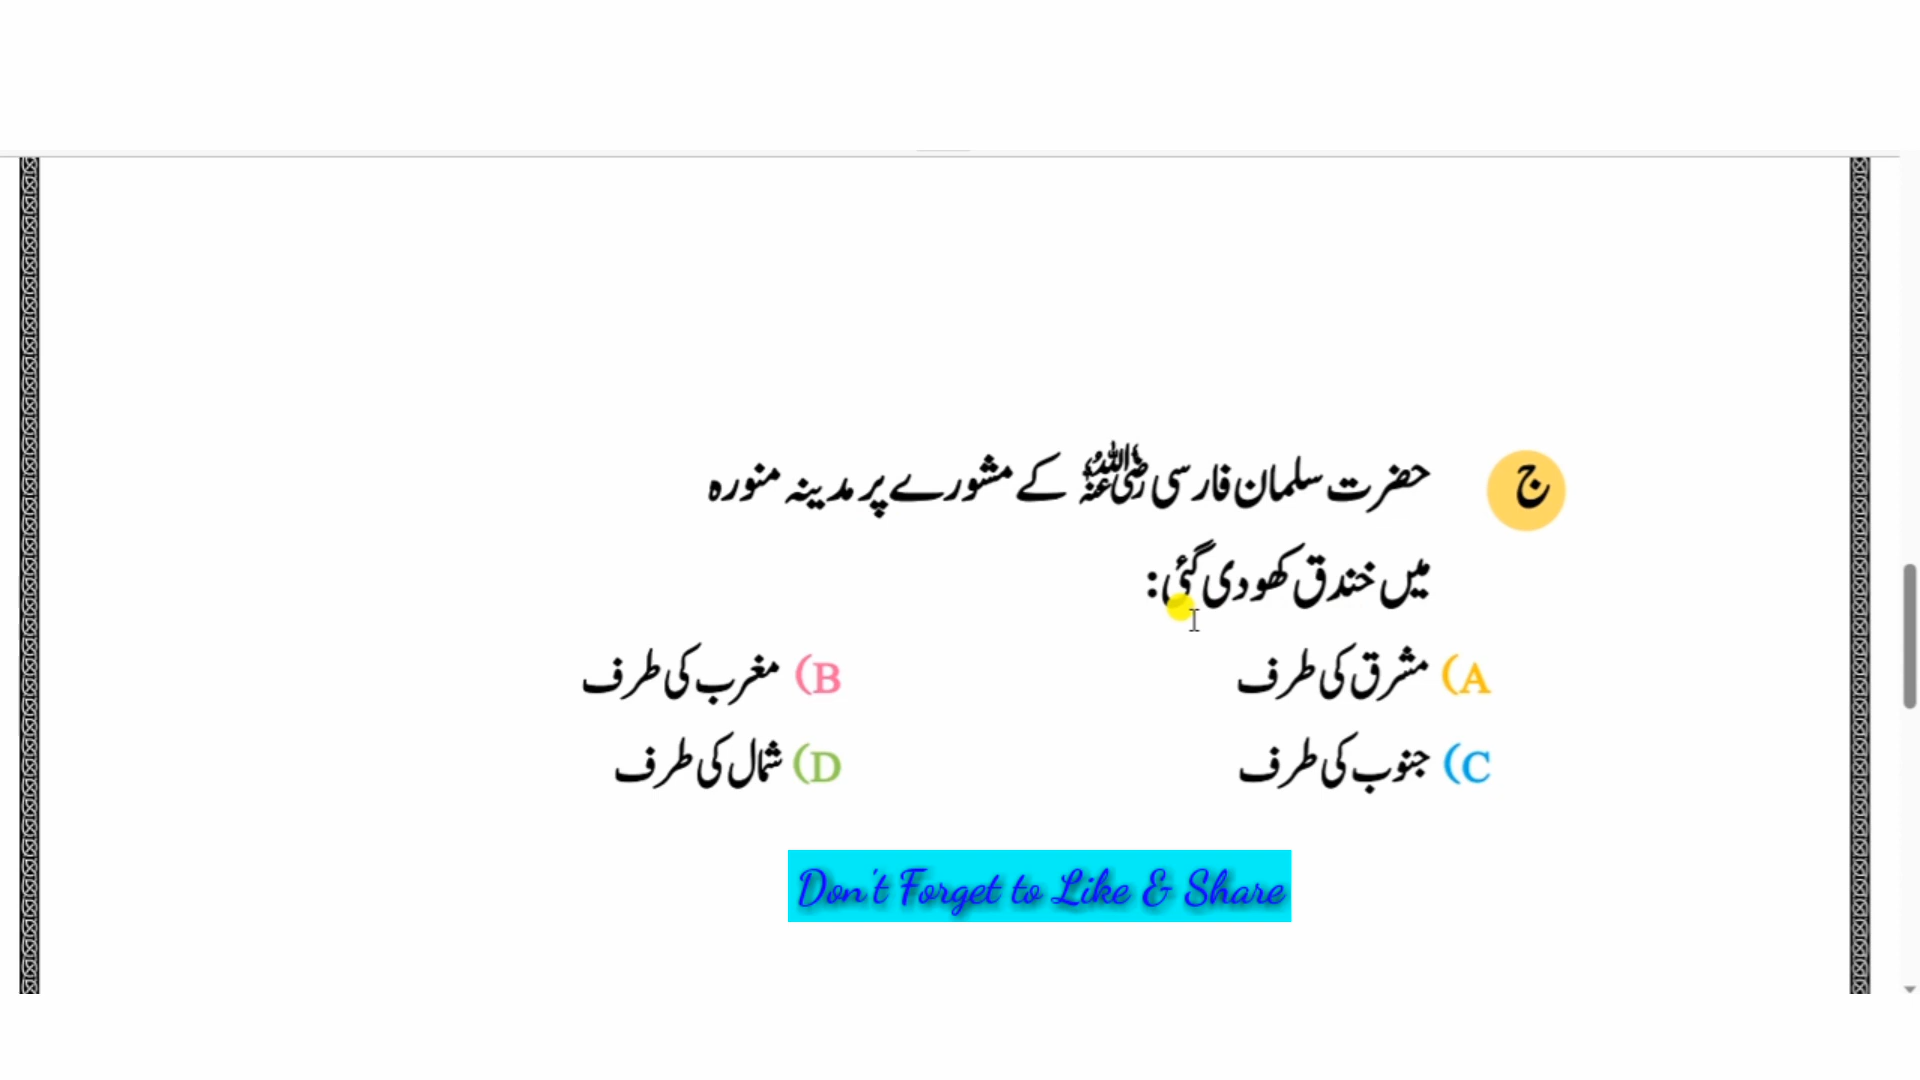 ج حضرت سلمان فارسی رضی اللہ عنہ کے مشورے پر مدینہ منورہ
میں خندق کھودی گئی:
A) مشرق کی طرف B) مغرب کی طرف
C) جنوب کی طرف D) شمال کی طرف
Don't Forget to Like & Share